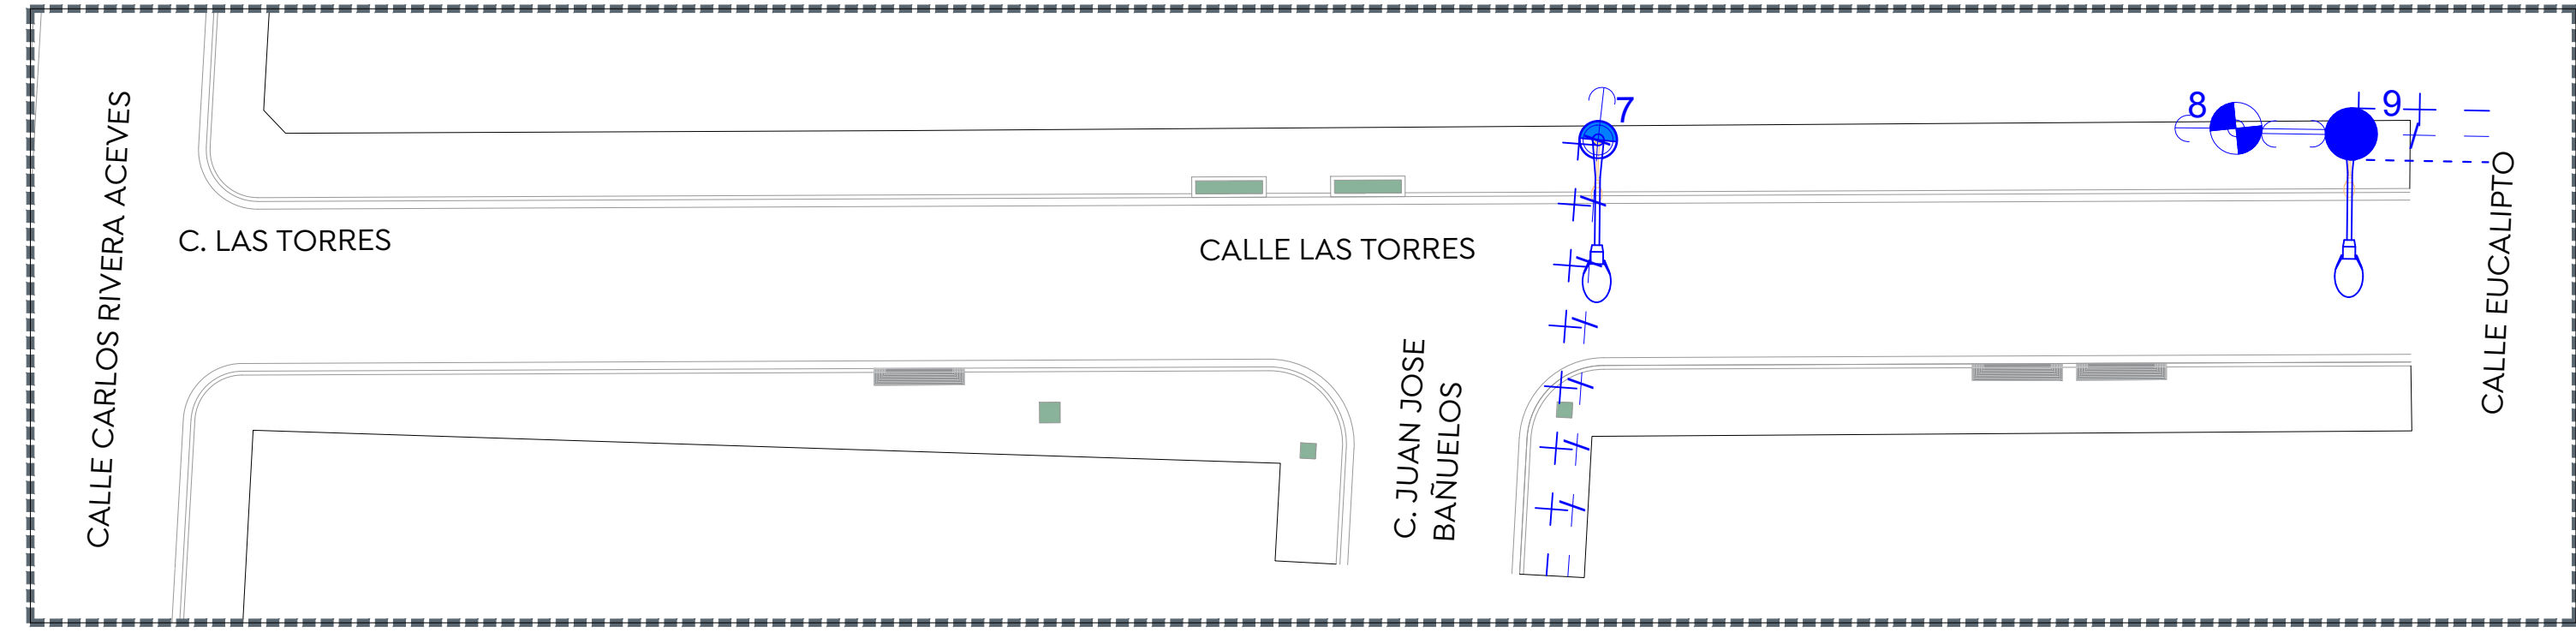 CALLE CARLOS RIVERA ACEVES
C. LAS TORRES
CALLE LAS TORRES
C. JUAN JOSE
BAÑUELOS
7
8
9
CALLE EUCALIPTO